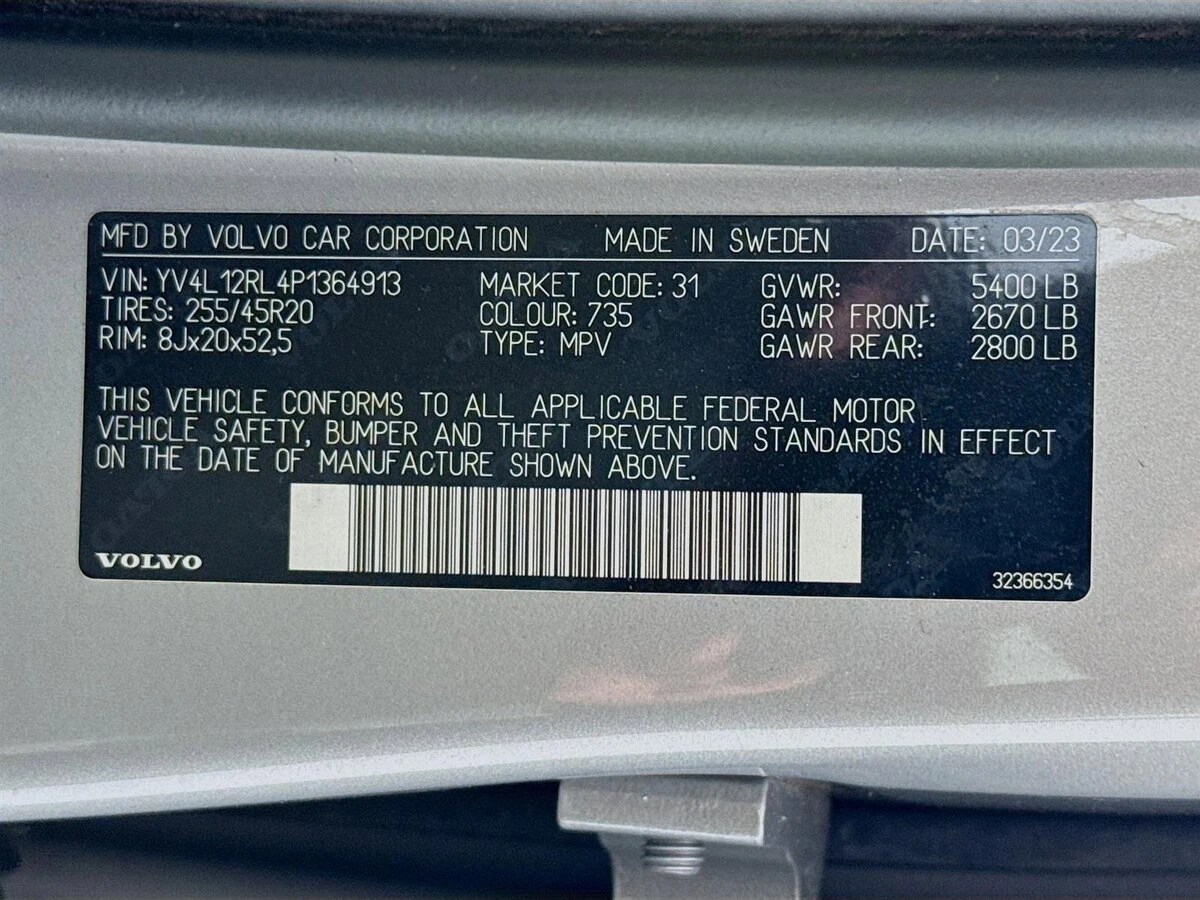 MFD BY VOLVO CAR CORPORATION MADE IN SWEDEN DATE: 03/23
VIN: YV4L12RL4P1364913 MARKET CODE: 31 GVWR: 5400 LB
TIRES: 255/45R20 COLOUR: 735 GAWR FRONT: 2670 LB
RIM: 8Jx20x52,5 TYPE: MPV GAWR REAR: 2800 LB
THIS VEHICLE CONFORMS TO ALL APPLICABLE FEDERAL MOTOR
VEHICLE SAFETY, BUMPER AND THEFT PREVENTION STANDARDS IN EFFECT
ON THE DATE OF MANUFACTURE SHOWN ABOVE.
VOLVO
32366354